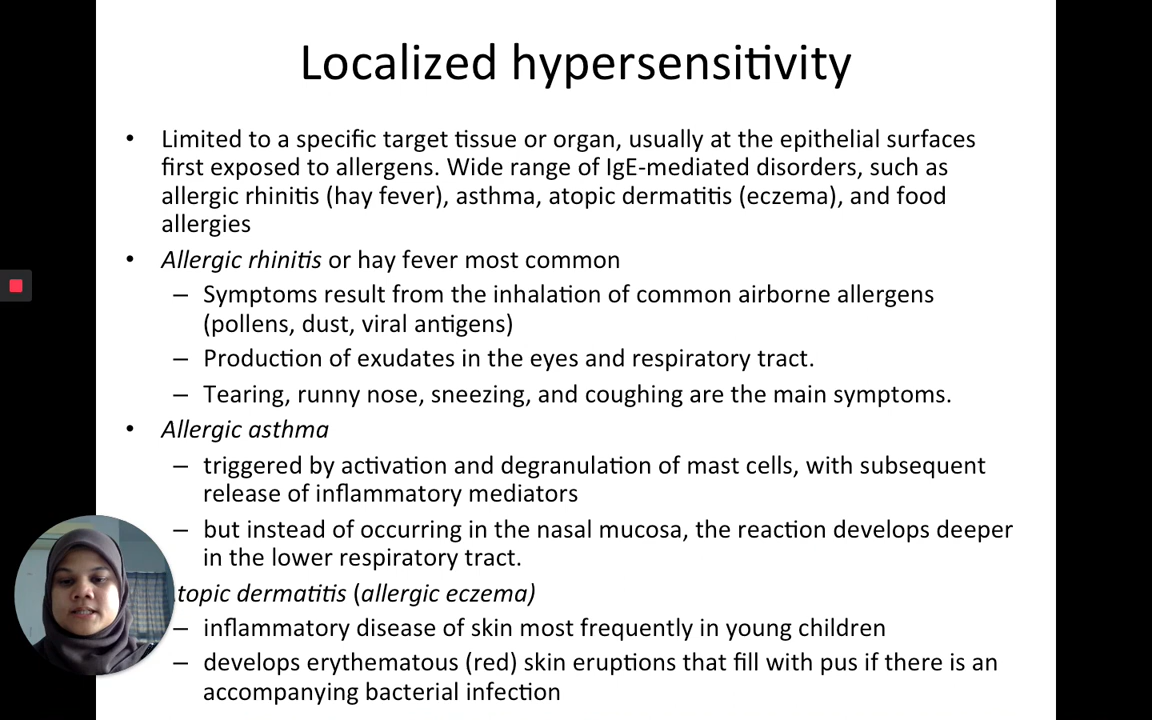 Localized hypersensitivity
• Limited to a specific target tissue or organ, usually at the epithelial surfaces
first exposed to allergens. Wide range of IgE-mediated disorders, such as
allergic rhinitis (hay fever), asthma, atopic dermatitis (eczema), and food
allergies
• Allergic rhinitis or hay fever most common
– Symptoms result from the inhalation of common airborne allergens
(pollens, dust, viral antigens)
– Production of exudates in the eyes and respiratory tract.
– Tearing, runny nose, sneezing, and coughing are the main symptoms.
• Allergic asthma
– triggered by activation and degranulation of mast cells, with subsequent
release of inflammatory mediators
– but instead of occurring in the nasal mucosa, the reaction develops deeper
in the lower respiratory tract.
topic dermatitis (allergic eczema)
– inflammatory disease of skin most frequently in young children
– develops erythematous (red) skin eruptions that fill with pus if there is an
accompanying bacterial infection